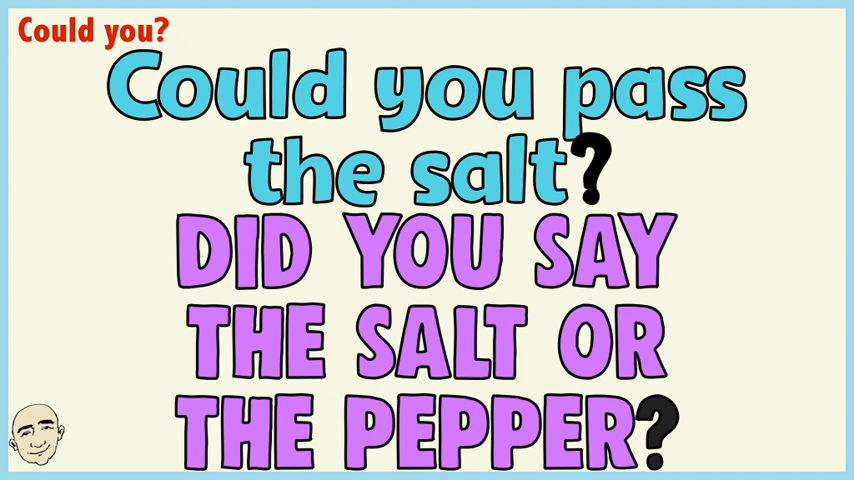 Could you?
Could you pass
the salt?
DID YOU SAY
THE SALT OR
THE PEPPER?